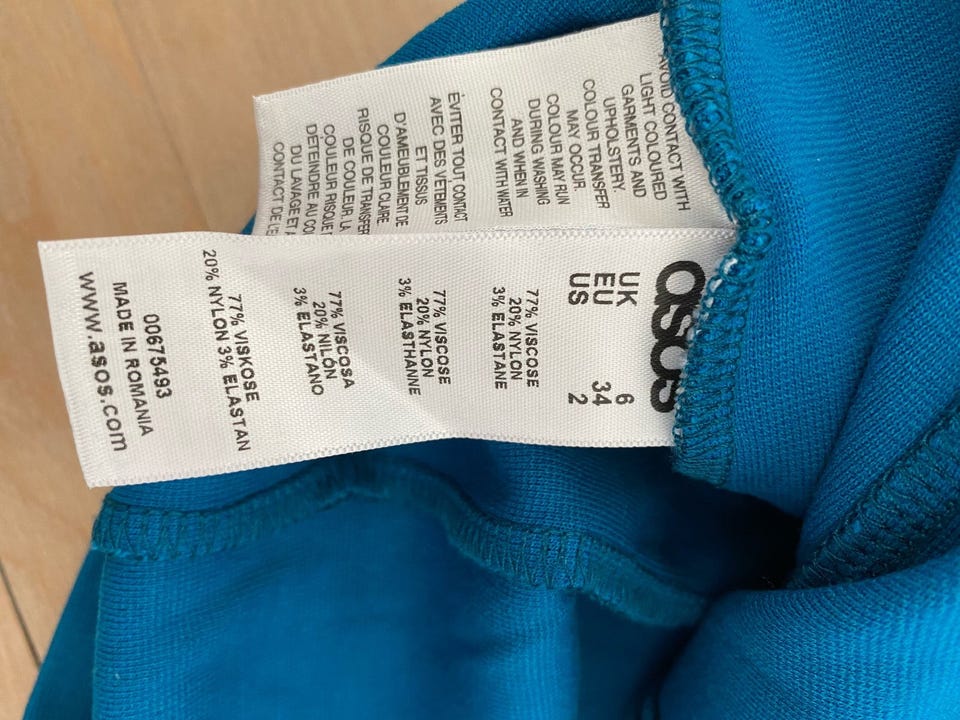 asos
UK 6
EU 34
US 2
77% VISCOSE
20% NYLON
3% ELASTANE
77% VISCOSE
20% NYLON
3% ELASTHANNE
77% VISCOSA
20% NILÓN
3% ELASTANO
77% VISKOSE
20% NYLON 3% ELASTAN
00675493
MADE IN ROMANIA
www.asos.com
AVOID CONTACT WITH
LIGHT COLOURED
GARMENTS AND
UPHOLSTERY.
COLOUR TRANSFER
MAY OCCUR.
COLOUR MAY RUN
DURING WASHING
AND WHEN IN
CONTACT WITH WATER
ÉVITER TOUT CONTACT
AVEC DES VÊTEMENTS
ET TISSUS
D'AMEUBLEMENT DE
COULEUR CLAIRE.
RISQUE DE TRANSFER
DE COULEUR. LA
COULEUR RISQUE
DÉTEINDRE AU
DU LAVAGE ET
CONTACT DE